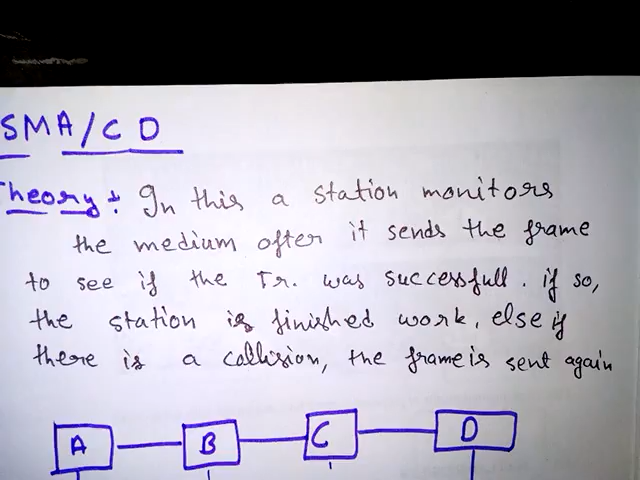 SMA/CD
Theory: In this a station monitors
the medium after it sends the frame
to see if the Tr. was successfull. if so,
the station is finished work, else if
there is a collision, the frame is sent again
A B C D